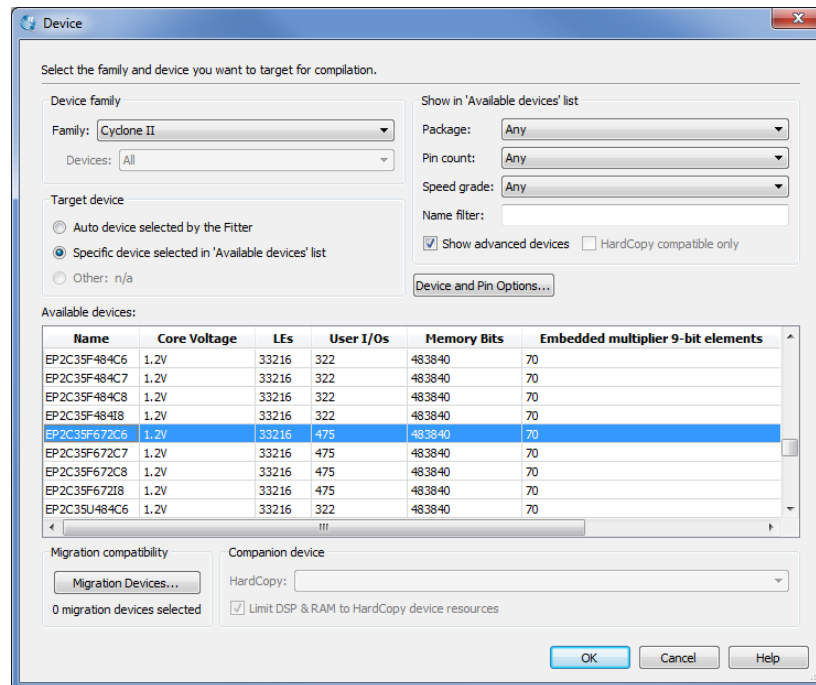 Device
Select the family and device you want to target for compilation.
Device family
Family: Cyclone II
Devices: All
Target device
Auto device selected by the Fitter
Specific device selected in 'Available devices' list
Other: n/a
Show in 'Available devices' list
Package: Any
Pin count: Any
Speed grade: Any
Name filter:
Show advanced devices HardCopy compatible only
Device and Pin Options...
Available devices:
Name Core Voltage LEs User I/Os Memory Bits Embedded multiplier 9-bit elements
EP2C35F484C6 1.2V 33216 322 483840 70
EP2C35F484C7 1.2V 33216 322 483840 70
EP2C35F484C8 1.2V 33216 322 483840 70
EP2C35F484I8 1.2V 33216 322 483840 70
EP2C35F672C6 1.2V 33216 475 483840 70
EP2C35F672C7 1.2V 33216 475 483840 70
EP2C35F672C8 1.2V 33216 475 483840 70
EP2C35F672I8 1.2V 33216 475 483840 70
EP2C35U484C6 1.2V 33216 322 483840 70
Migration compatibility
Migration Devices...
0 migration devices selected
Companion device
HardCopy:
Limit DSP & RAM to HardCopy device resources
OK Cancel Help